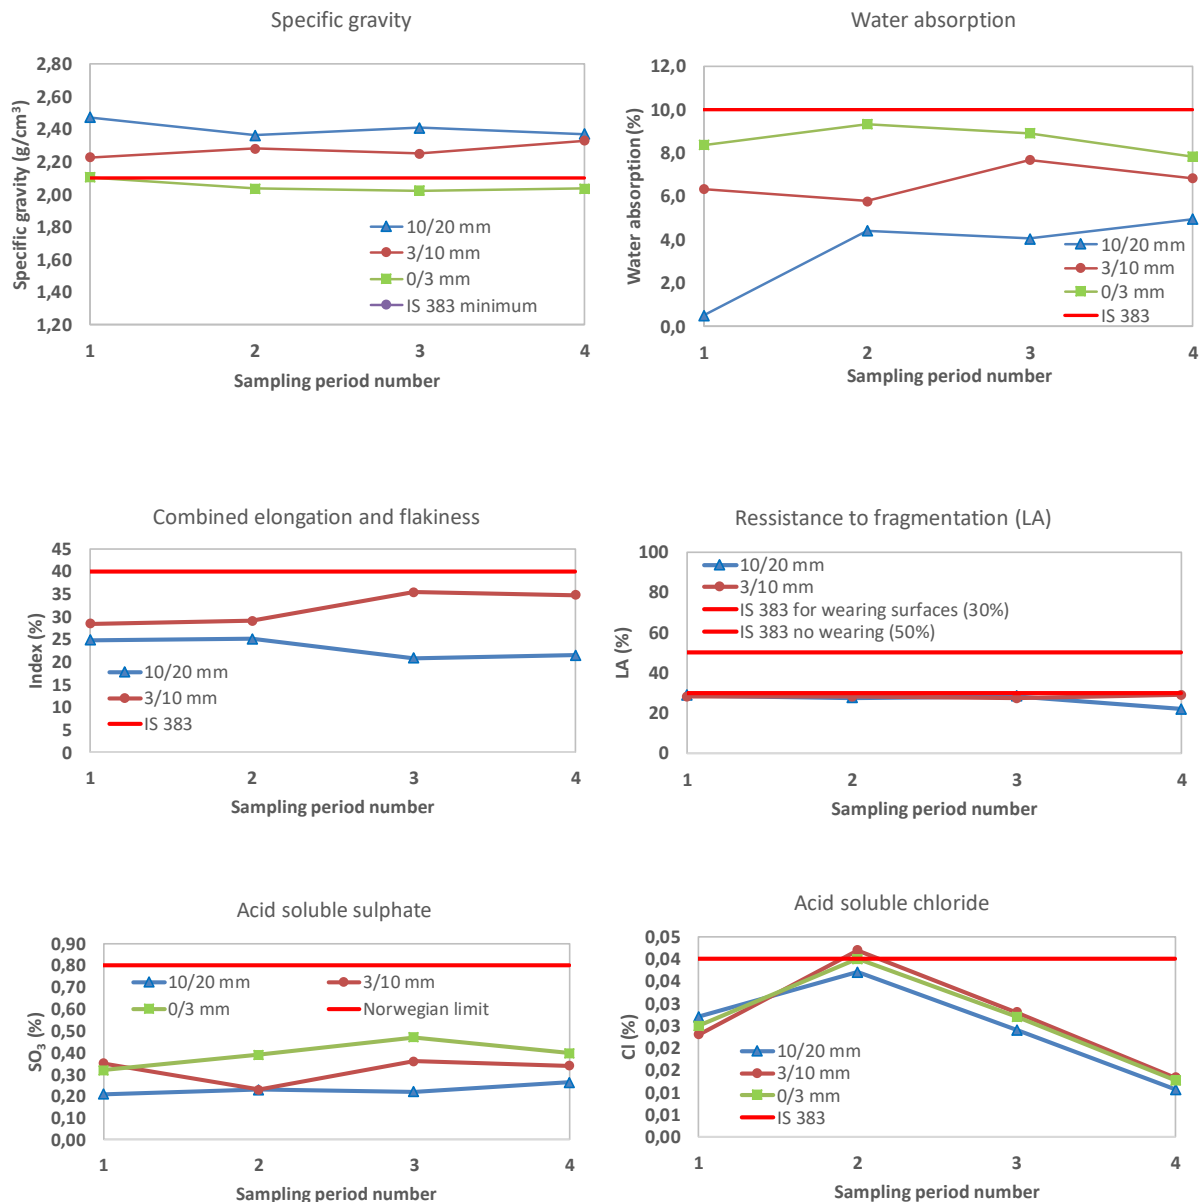 Specific gravity
Specific gravity (g/cm³)
2,80
2,60
2,40
2,20
2,00
1,80
1,60
1,40
1,20
10/20 mm
3/10 mm
0/3 mm
IS 383 minimum
1 2 3 4
Sampling period number
Water absorption
Water absorption (%)
12,0
10,0
8,0
6,0
4,0
2,0
0,0
10/20 mm
3/10 mm
0/3 mm
IS 383
1 2 3 4
Sampling period number
Combined elongation and flakiness
Index (%)
45
40
35
30
25
20
15
10
5
0
10/20 mm
3/10 mm
IS 383
1 2 3 4
Sampling period number
Ressistance to fragmentation (LA)
LA (%)
100
80
60
40
20
0
10/20 mm
3/10 mm
IS 383 for wearing surfaces (30%)
IS 383 no wearing (50%)
1 2 3 4
Sampling period number
Acid soluble sulphate
SO₃ (%)
0,90
0,80
0,70
0,60
0,50
0,40
0,30
0,20
0,10
0,00
10/20 mm 3/10 mm
0/3 mm Norwegian limit
1 2 3 4
Sampling period number
Acid soluble chloride
Cl (%)
0,05
0,04
0,04
0,03
0,03
0,02
0,02
0,01
0,01
0,00
10/20 mm
3/10 mm
0/3 mm
IS 383
1 2 3 4
Sampling period number